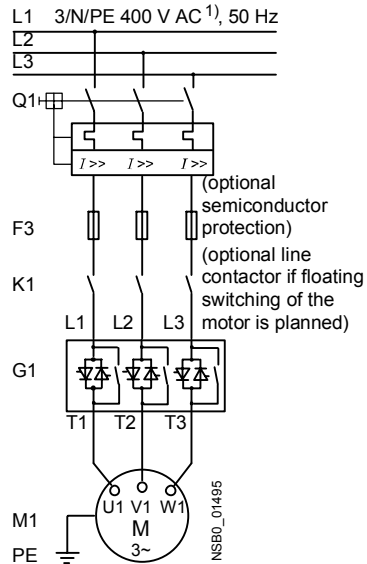 L1 3/N/PE 400 V AC 1), 50 Hz
L2
L3
Q1
I >> I >> I >>
(optional
semiconductor
F3 protection)
(optional line
contactor if floating
K1 switching of the
motor is planned)
L1 L2 L3
G1
T1 T2 T3
U1 V1 W1
M1 M
3~
PE
NSB0_01495